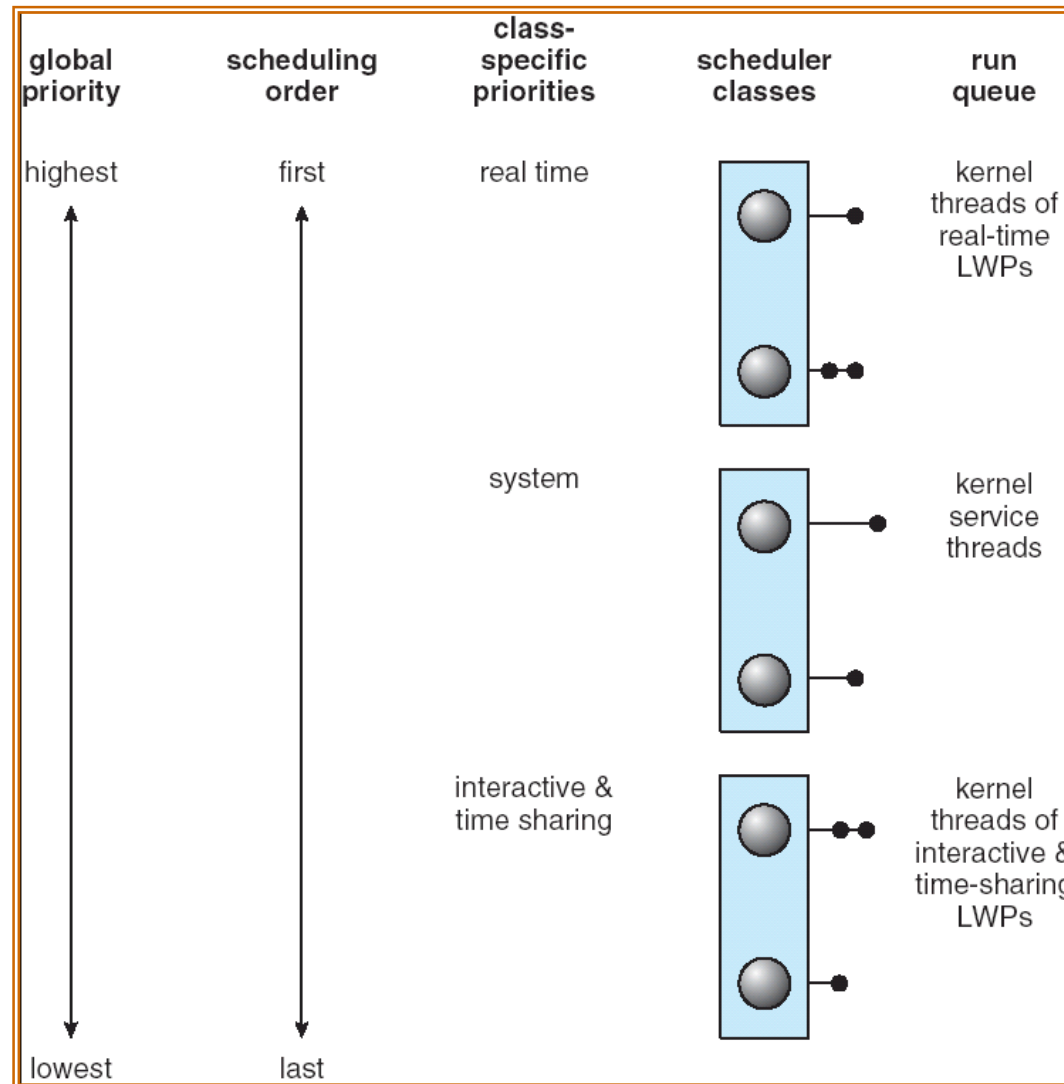 global
priority
scheduling
order
class-
specific
priorities
scheduler
classes
run
queue
highest
first
real time
kernel
threads of
real-time
LWPs
system
kernel
service
threads
interactive &
time sharing
kernel
threads of
interactive &
time-sharing
LWPs
lowest
last